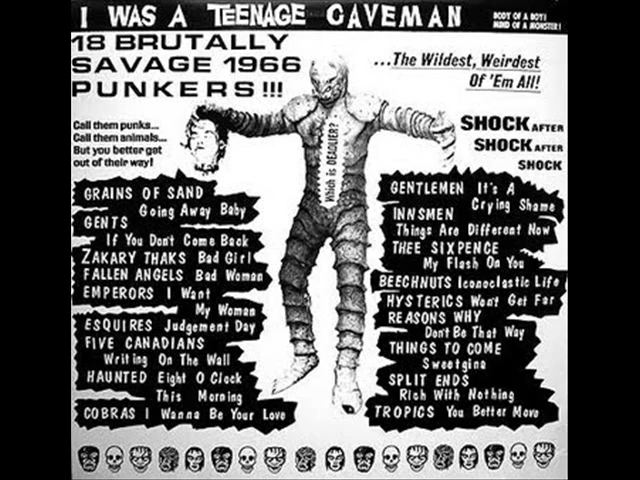 I WAS A TEENAGE CAVEMAN
BODY OF A BOY!
MIND OF A MONSTER!
18 BRUTALLY
SAVAGE 1966
PUNKERS!!!
...The Wildest, Weirdest
Of 'Em All!
Call them punks...
Call them animals...
But you better get
out of their way!
Which is DEADLIER?
SHOCK AFTER
SHOCK AFTER
SHOCK
GRAINS OF SAND
Going Away Baby
GENTS
If You Dont Come Back
ZAKARY THAKS Bad Girl
FALLEN ANGELS Bad Woman
EMPERORS I Want
My Woman
ESQUIRES Judgement Day
FIVE CANADIANS
Writing On The Wall
HAUNTED Eight O Clock
This Morning
COBRAS I Wanna Be Your Love
GENTLEMEN It's A
Crying Shame
INNSMEN
Things Are Different Now
THEE SIXPENCE
My Flash On You
BEECHNUTS Iconoclastic Life
HYSTERICS Wont Get Far
REASONS WHY
Dont Be That Way
THINGS TO COME
Sweetgina
SPLIT ENDS
Rich With Nothing
TROPICS You Better Move